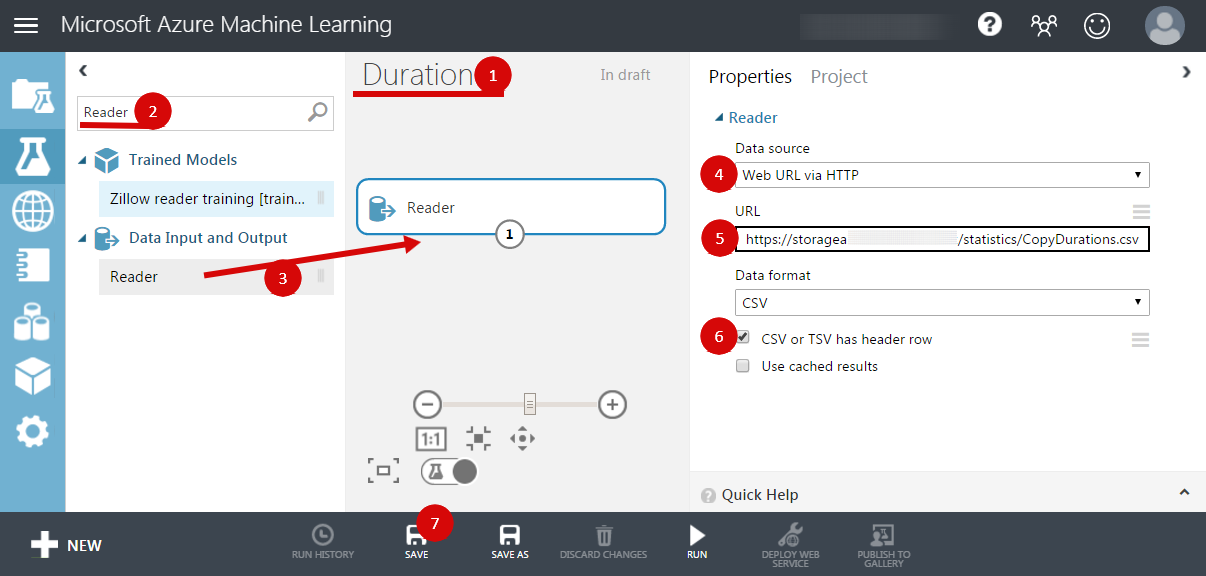 Microsoft Azure Machine Learning
?
Duration
1
In draft
Reader
2
Trained Models
Zillow reader training [train...
Data Input and Output
Reader
3
Reader
1
1:1
Properties Project
Reader
Data source
4
Web URL via HTTP
URL
5
https://storagea /statistics/CopyDurations.csv
Data format
CSV
6
CSV or TSV has header row
Use cached results
? Quick Help
NEW
RUN HISTORY
7
SAVE
SAVE AS
DISCARD CHANGES
RUN
DEPLOY WEB
SERVICE
PUBLISH TO
GALLERY